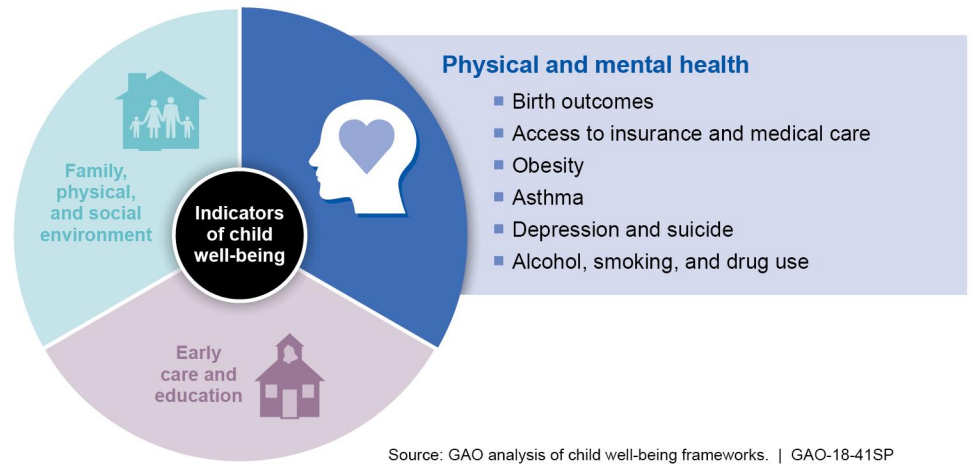 Physical and mental health
Birth outcomes
Access to insurance and medical care
Obesity
Asthma
Depression and suicide
Alcohol, smoking, and drug use
Family,
physical,
and social
environment
Indicators
of child
well-being
Early
care and
education
Source: GAO analysis of child well-being frameworks. | GAO-18-41SP